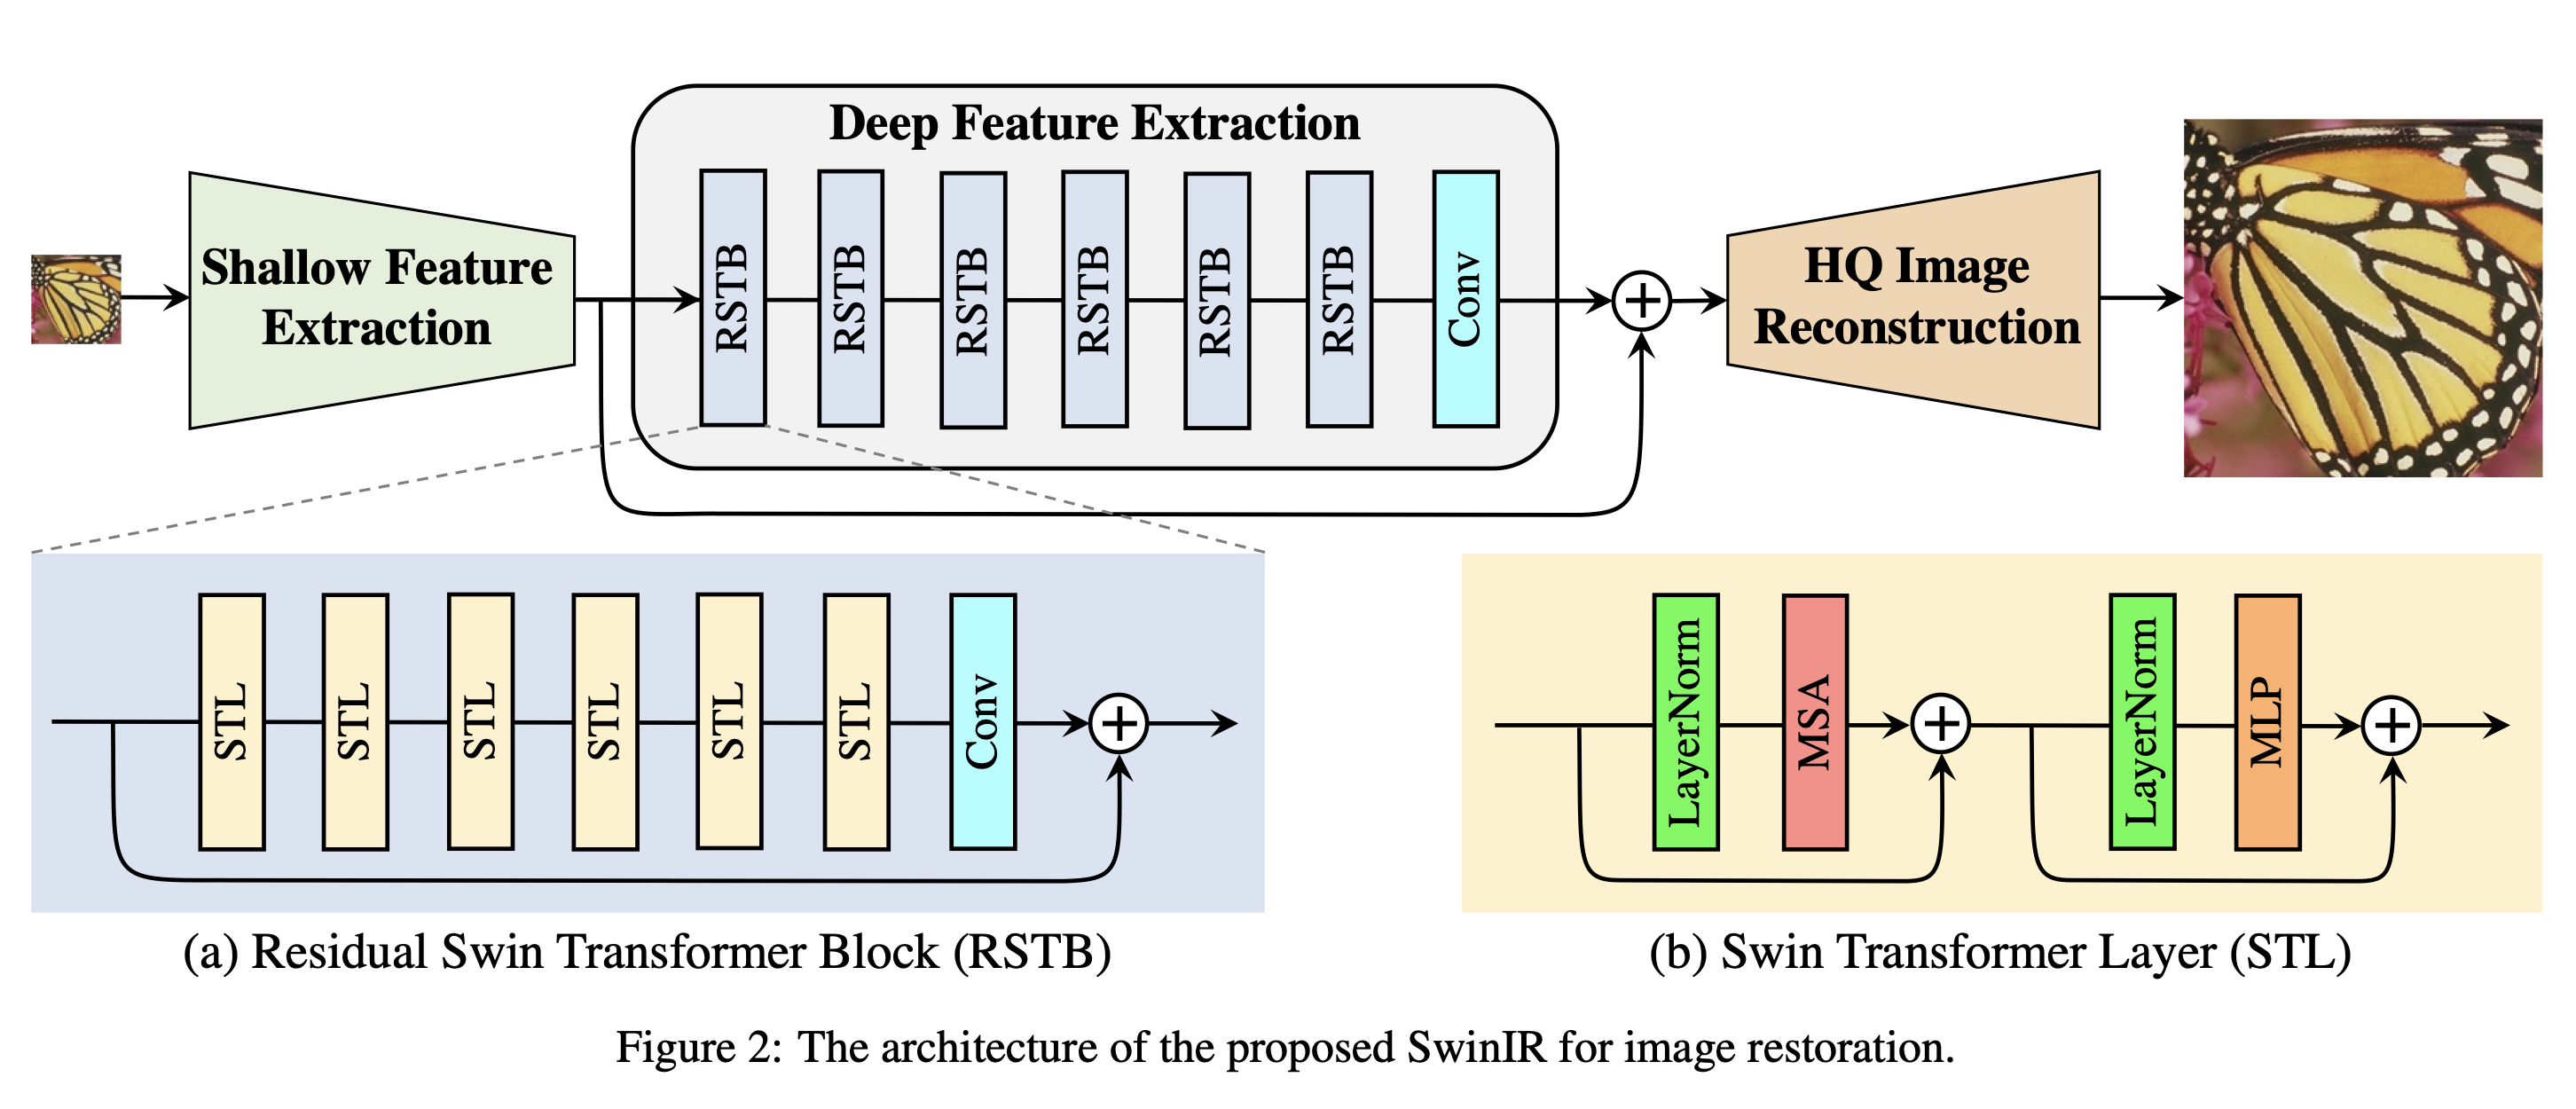 Deep Feature Extraction
Shallow Feature
Extraction
RSTB
RSTB
RSTB
RSTB
RSTB
RSTB
Conv
HQ Image
Reconstruction
STL
STL
STL
STL
STL
STL
Conv
(a) Residual Swin Transformer Block (RSTB)
LayerNorm
MSA
LayerNorm
MLP
(b) Swin Transformer Layer (STL)
Figure 2: The architecture of the proposed SwinIR for image restoration.